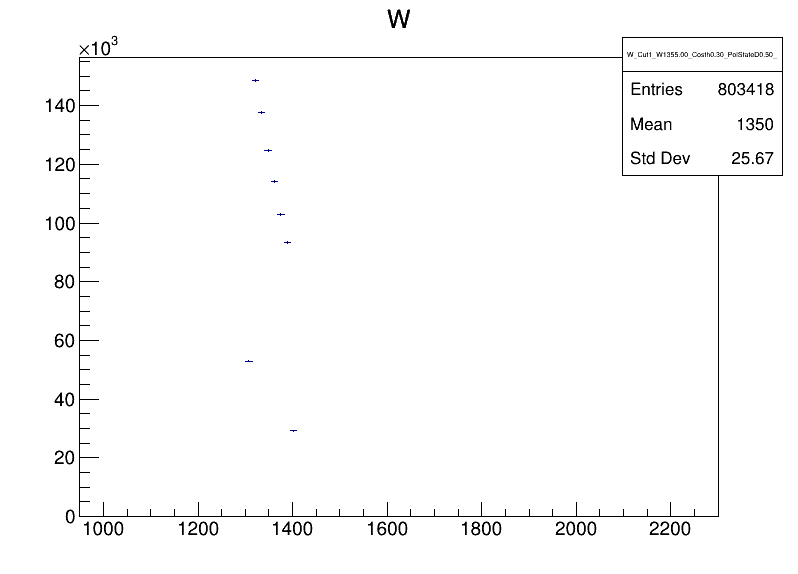 W
×10³
W_Cut1_W1355.00_Costh0.30_PolStateD0.50_
Entries 803418
Mean 1350
Std Dev 25.67
140
120
100
80
60
40
20
0
1000 1200 1400 1600 1800 2000 2200